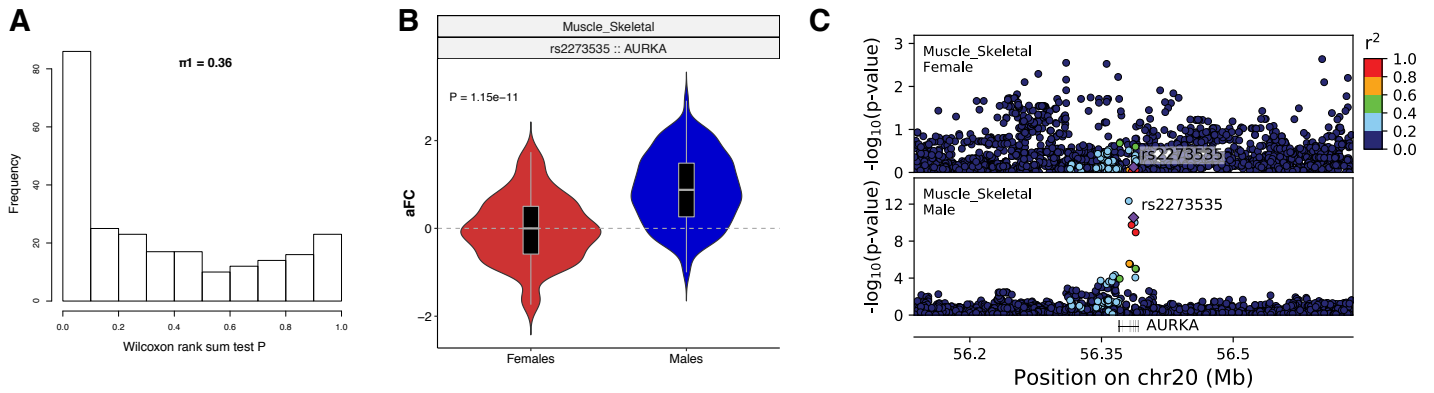 A
π1 = 0.36
Frequency
0
20
40
60
80
0.0
0.2
0.4
0.6
0.8
1.0
Wilcoxon rank sum test P
B
Muscle_Skeletal
rs2273535 :: AURKA
P = 1.15e−11
aFC
2
0
−2
Females
Males
C
Muscle_Skeletal
Female
-log10(p-value)
3
2
1
0
rs2273535
r2
1.0
0.8
0.6
0.4
0.2
0.0
Muscle_Skeletal
Male
-log10(p-value)
12
8
4
0
rs2273535
AURKA
56.2
56.35
56.5
Position on chr20 (Mb)